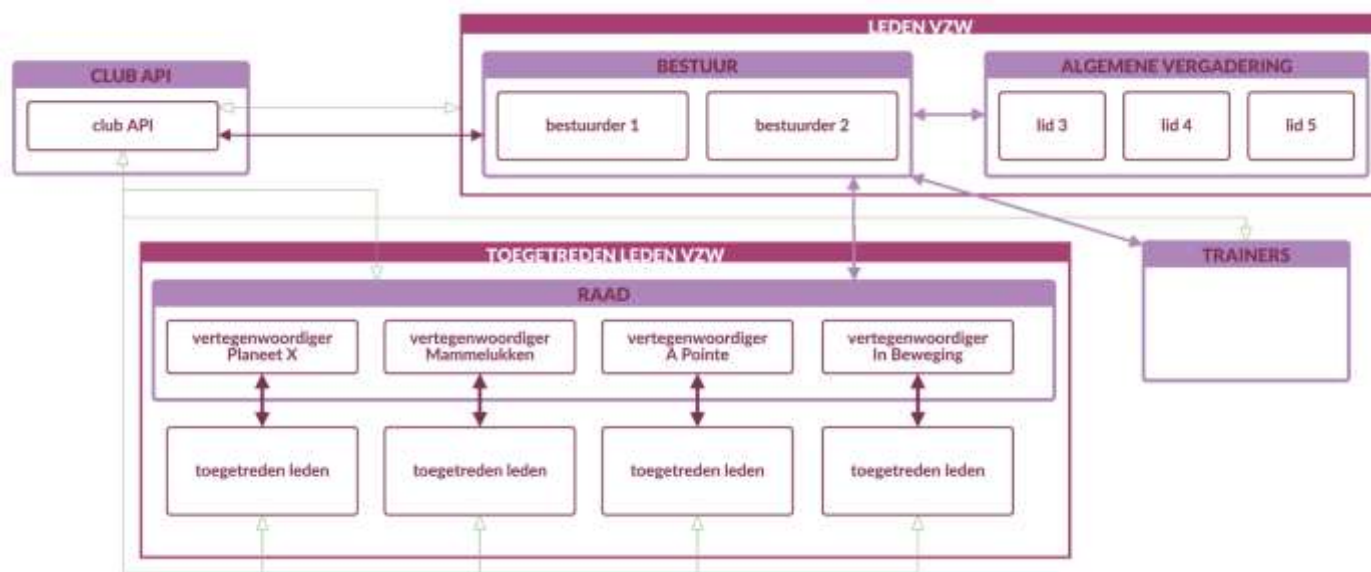 LEDEN VZW
CLUB API
BESTUUR
ALGEMENE VERGADERING
club API
bestuurder 1
bestuurder 2
lid 3
lid 4
lid 5
TOEGETREDEN LEDEN VZW
TRAINERS
RAAD
vertegenwoordiger
Planeet X
vertegenwoordiger
Mammelukken
vertegenwoordiger
À Pointe
vertegenwoordiger
In Beweging
toegetreden leden
toegetreden leden
toegetreden leden
toegetreden leden